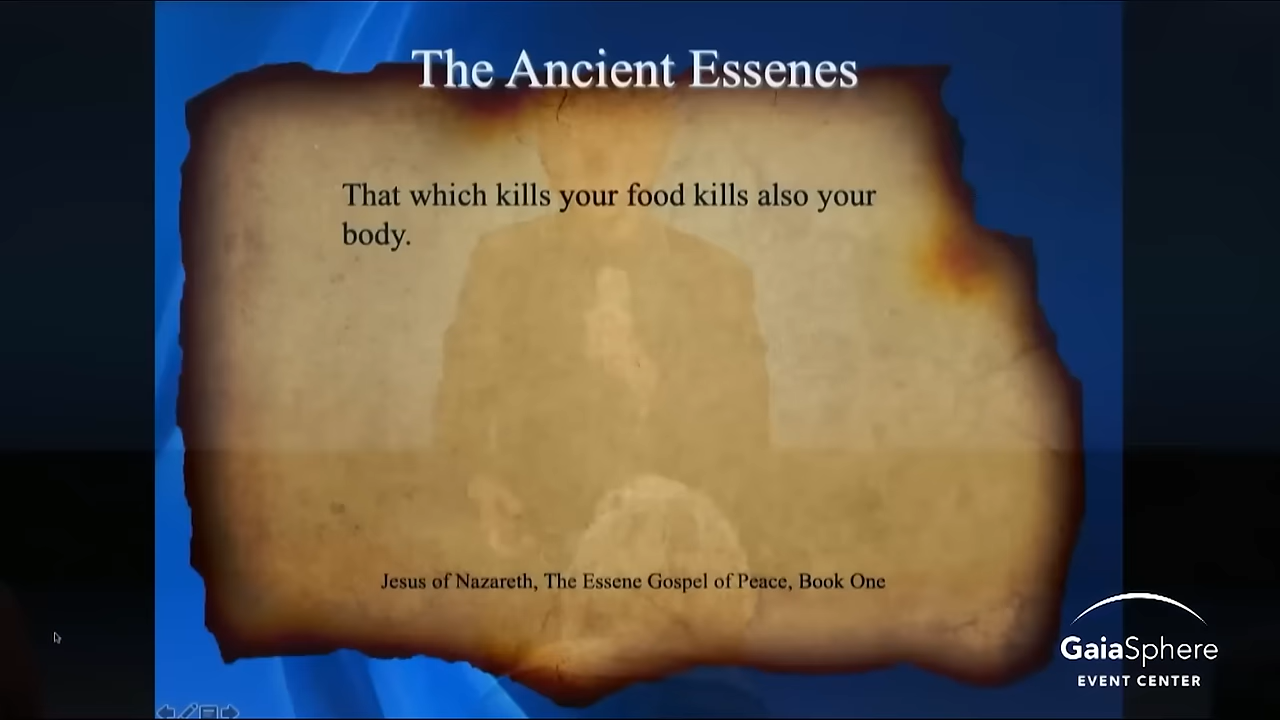 The Ancient Essenes
That which kills your food kills also your
body.
Jesus of Nazareth, The Essene Gospel of Peace, Book One
GaiaSphere
EVENT CENTER